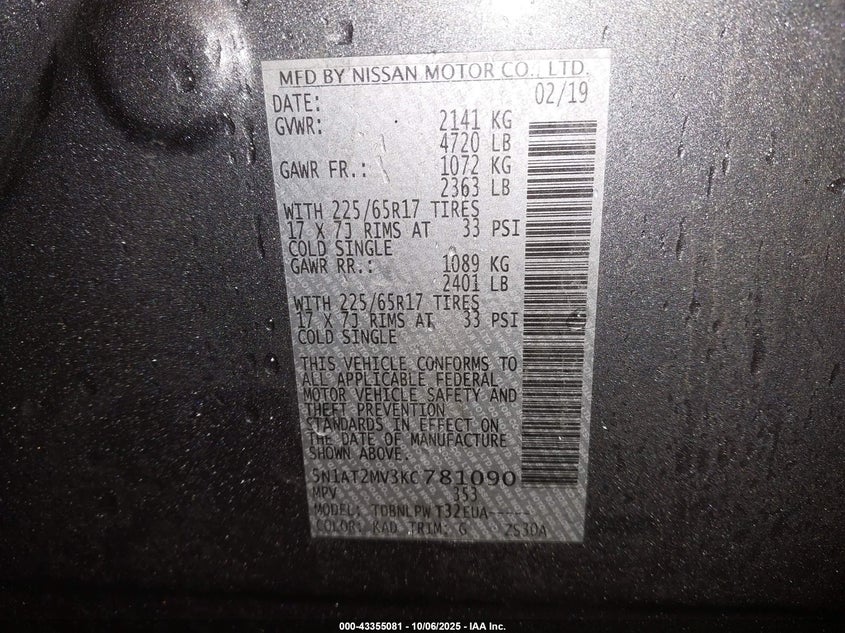 MFD BY NISSAN MOTOR CO., LTD.
DATE: 02/19
GVWR: 2141 KG
4720 LB
GAWR FR.: 1072 KG
2363 LB
WITH 225/65R17 TIRES
17 X 7J RIMS AT 33 PSI
COLD SINGLE
GAWR RR.: 1089 KG
2401 LB
WITH 225/65R17 TIRES
17 X 7J RIMS AT 33 PSI
COLD SINGLE
THIS VEHICLE CONFORMS TO
ALL APPLICABLE FEDERAL
MOTOR VEHICLE SAFETY AND
THEFT PREVENTION
STANDARDS IN EFFECT ON
THE DATE OF MANUFACTURE
SHOWN ABOVE.
5N1AT2MV3KC781090
MPV 353
MODEL: TDBNLPWT32EUA-----
COLOR: KAD TRIM: G 2S3DA
000-43355081 - 10/06/2025 - IAA Inc.